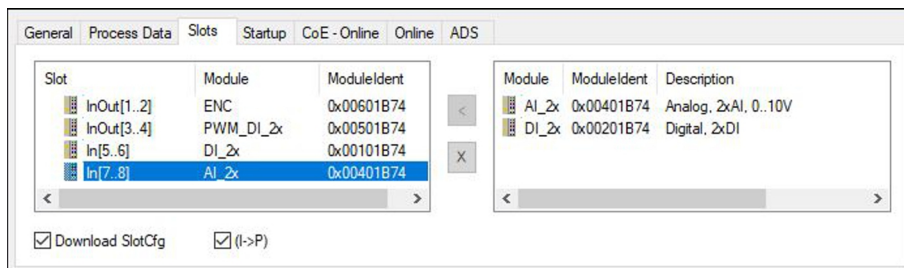 General Process Data Slots Startup CoE - Online Online ADS
Slot Module ModuleIdent
InOut[1..2] ENC 0x00601B74
InOut[3..4] PWM_DI_2x 0x00501B74
In[5..6] DI_2x 0x00101B74
In[7..8] AI_2x 0x00401B74
<
X
Module ModuleIdent Description
AI_2x 0x00401B74 Analog, 2xAI, 0..10V
DI_2x 0x00201B74 Digital, 2xDI
Download SlotCfg (I->P)